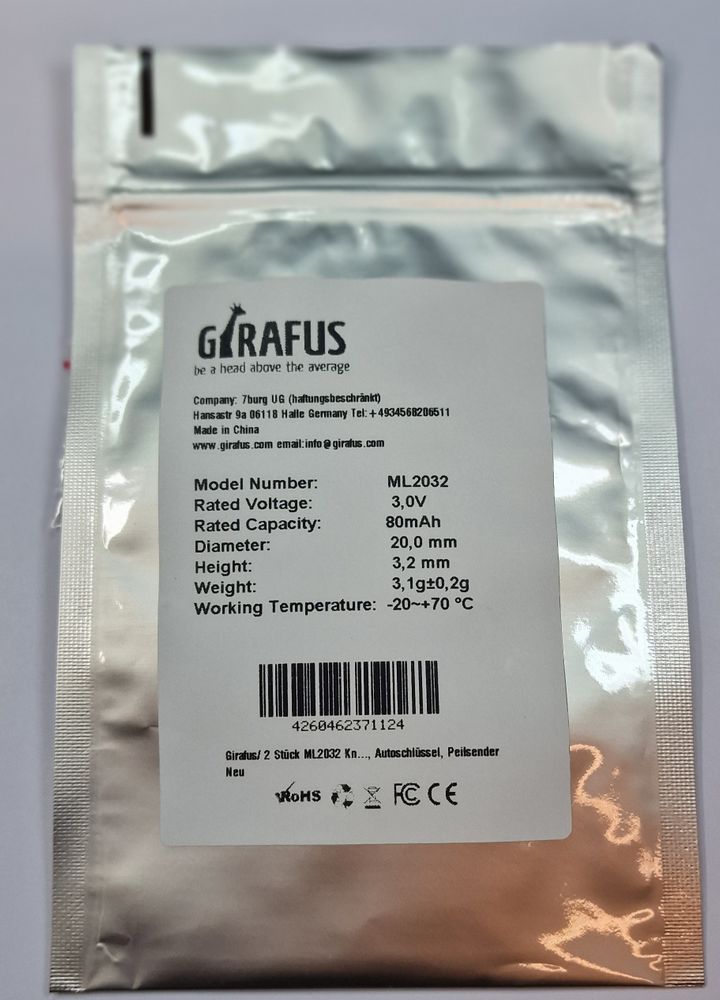 GIRAFUS
be a head above the average
Company: 7burg UG (haftungsbeschränkt)
Hansastr 9a 06118 Halle Germany Tel:+4934568206511
Made in China
www.girafus.com email:info@girafus.com
Model Number: ML2032
Rated Voltage: 3,0V
Rated Capacity: 80mAh
Diameter: 20,0 mm
Height: 3,2 mm
Weight: 3,1g±0,2g
Working Temperature: -20~+70 °C
4260462371124
Girafus/ 2 Stück ML2032 Kn..., Autoschlüssel, Peilsender
Neu
RoHS FC CE